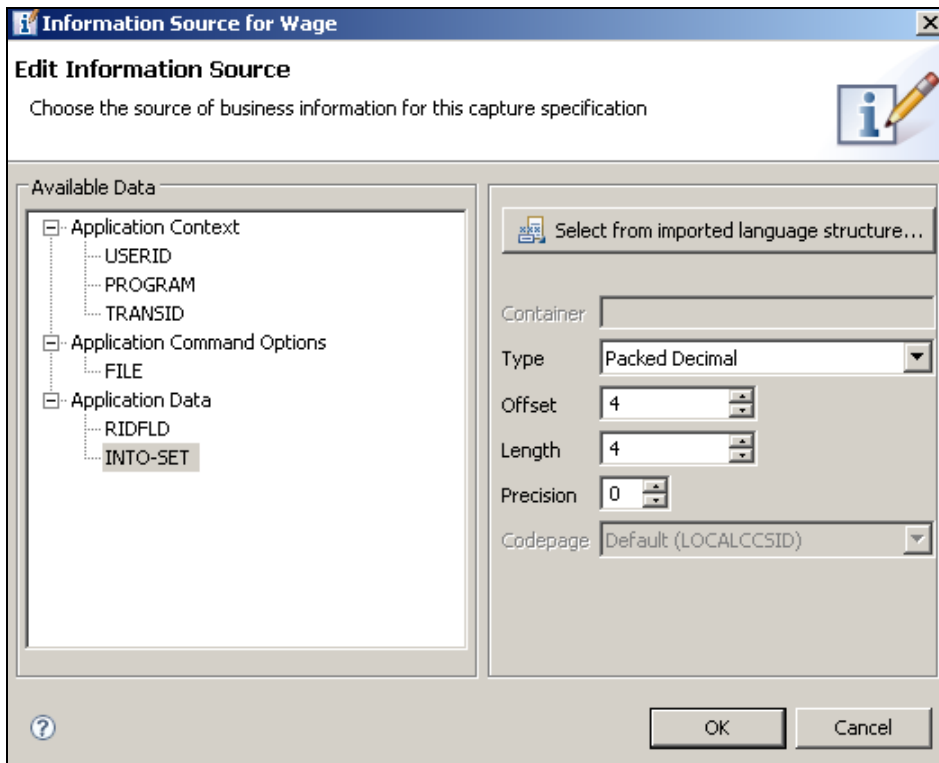 Information Source for Wage
Edit Information Source
Choose the source of business information for this capture specification
Available Data
Application Context
USERID
PROGRAM
TRANSID
Application Command Options
FILE
Application Data
RIDFLD
INTO-SET
Select from imported language structure...
Container
Type Packed Decimal
Offset 4
Length 4
Precision 0
Codepage Default (LOCALCCSID)
OK Cancel